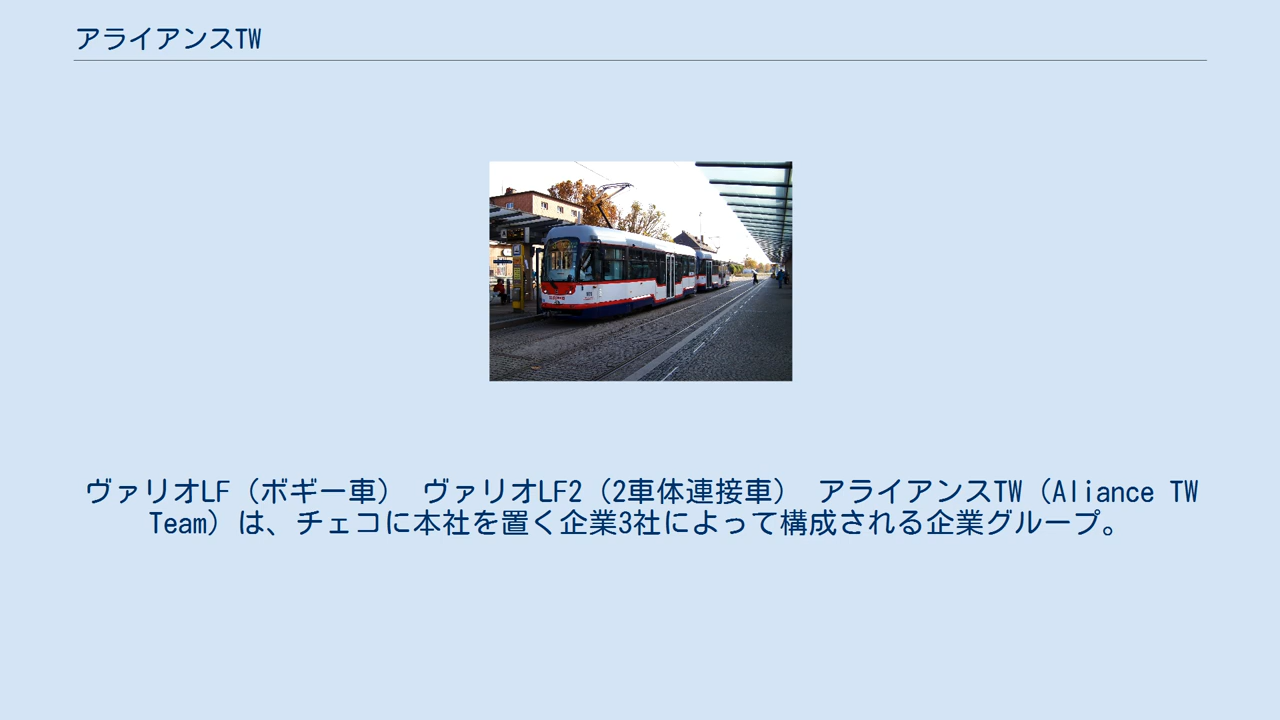 アライアンスTW
ヴァリオLF（ボギー車） ヴァリオLF2（2車体連接車） アライアンスTW（Aliance TW
Team）は、チェコに本社を置く企業3社によって構成される企業グループ。